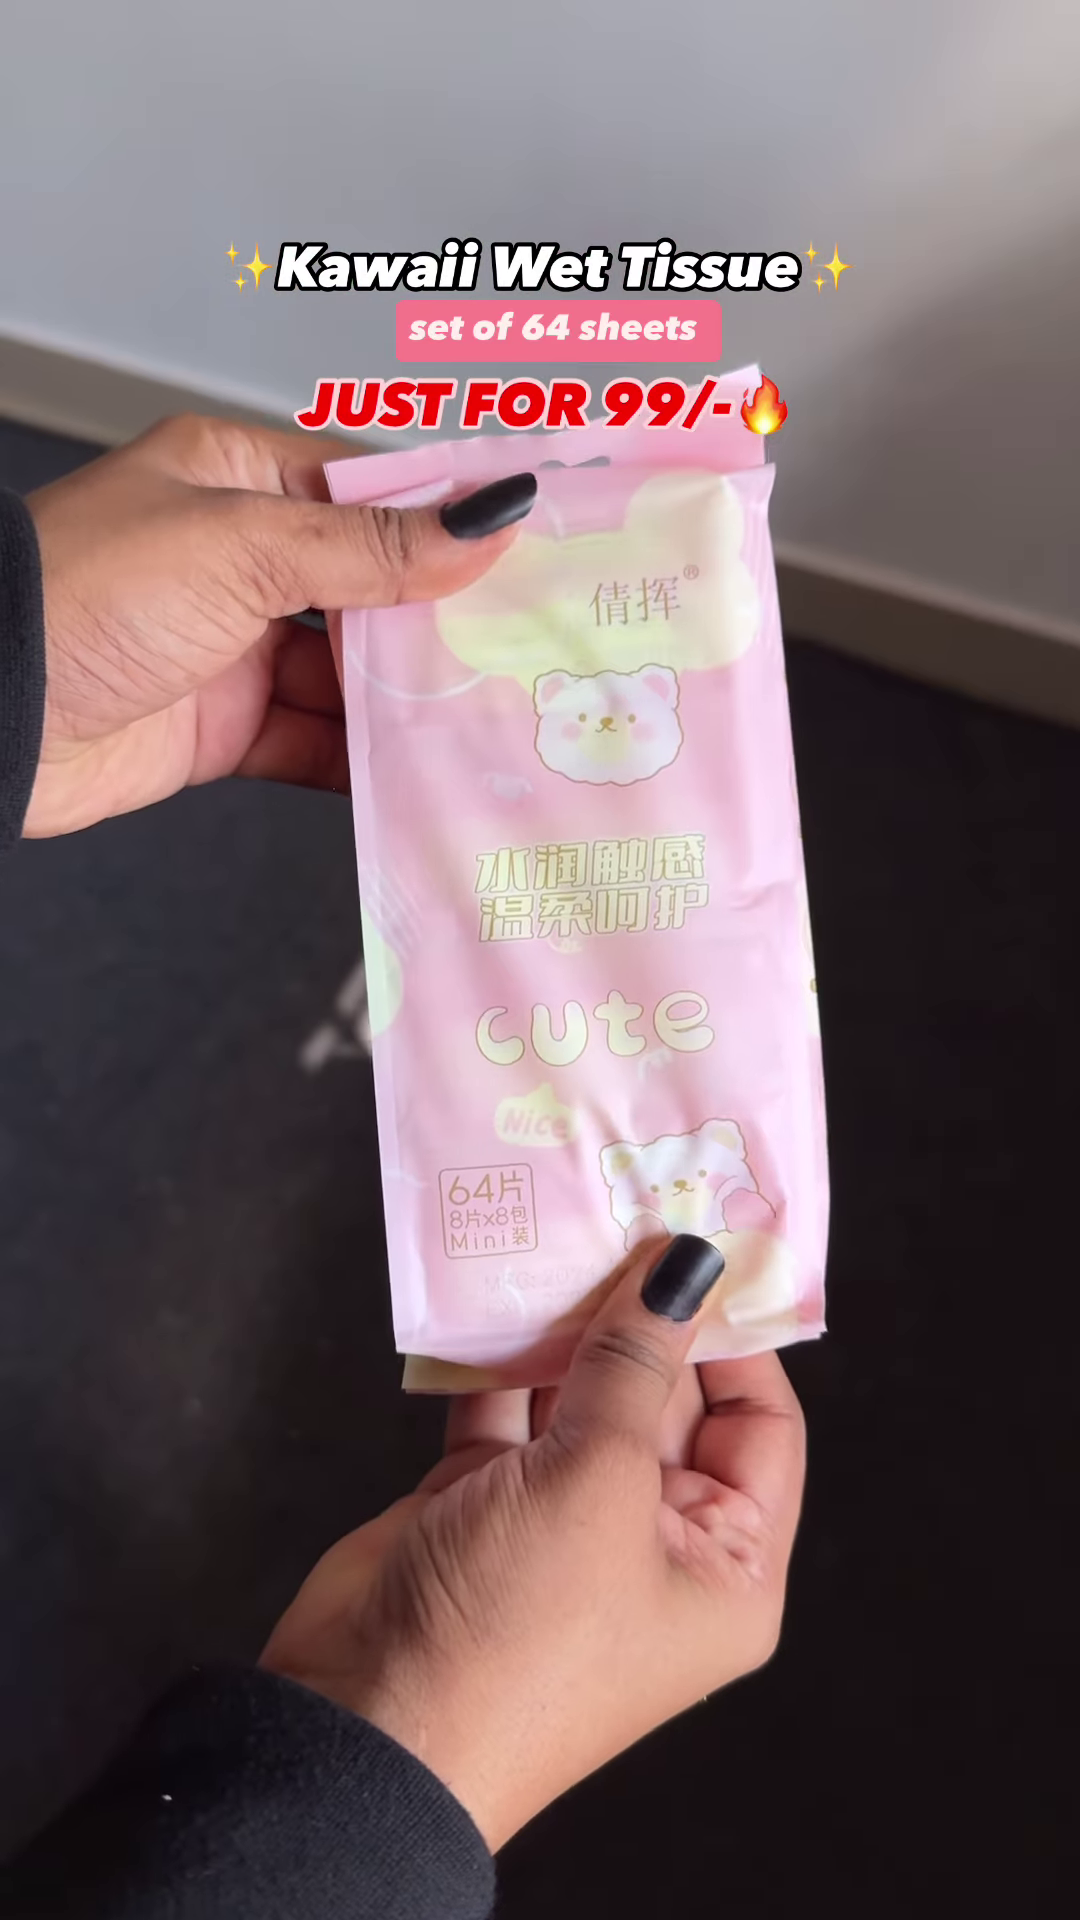 ✨Kawaii Wet Tissue✨
set of 64 sheets
JUST FOR 99/-🔥
倩挥®
水润触感
温柔呵护
cute
Nice
64片
8片x8包
Mini装